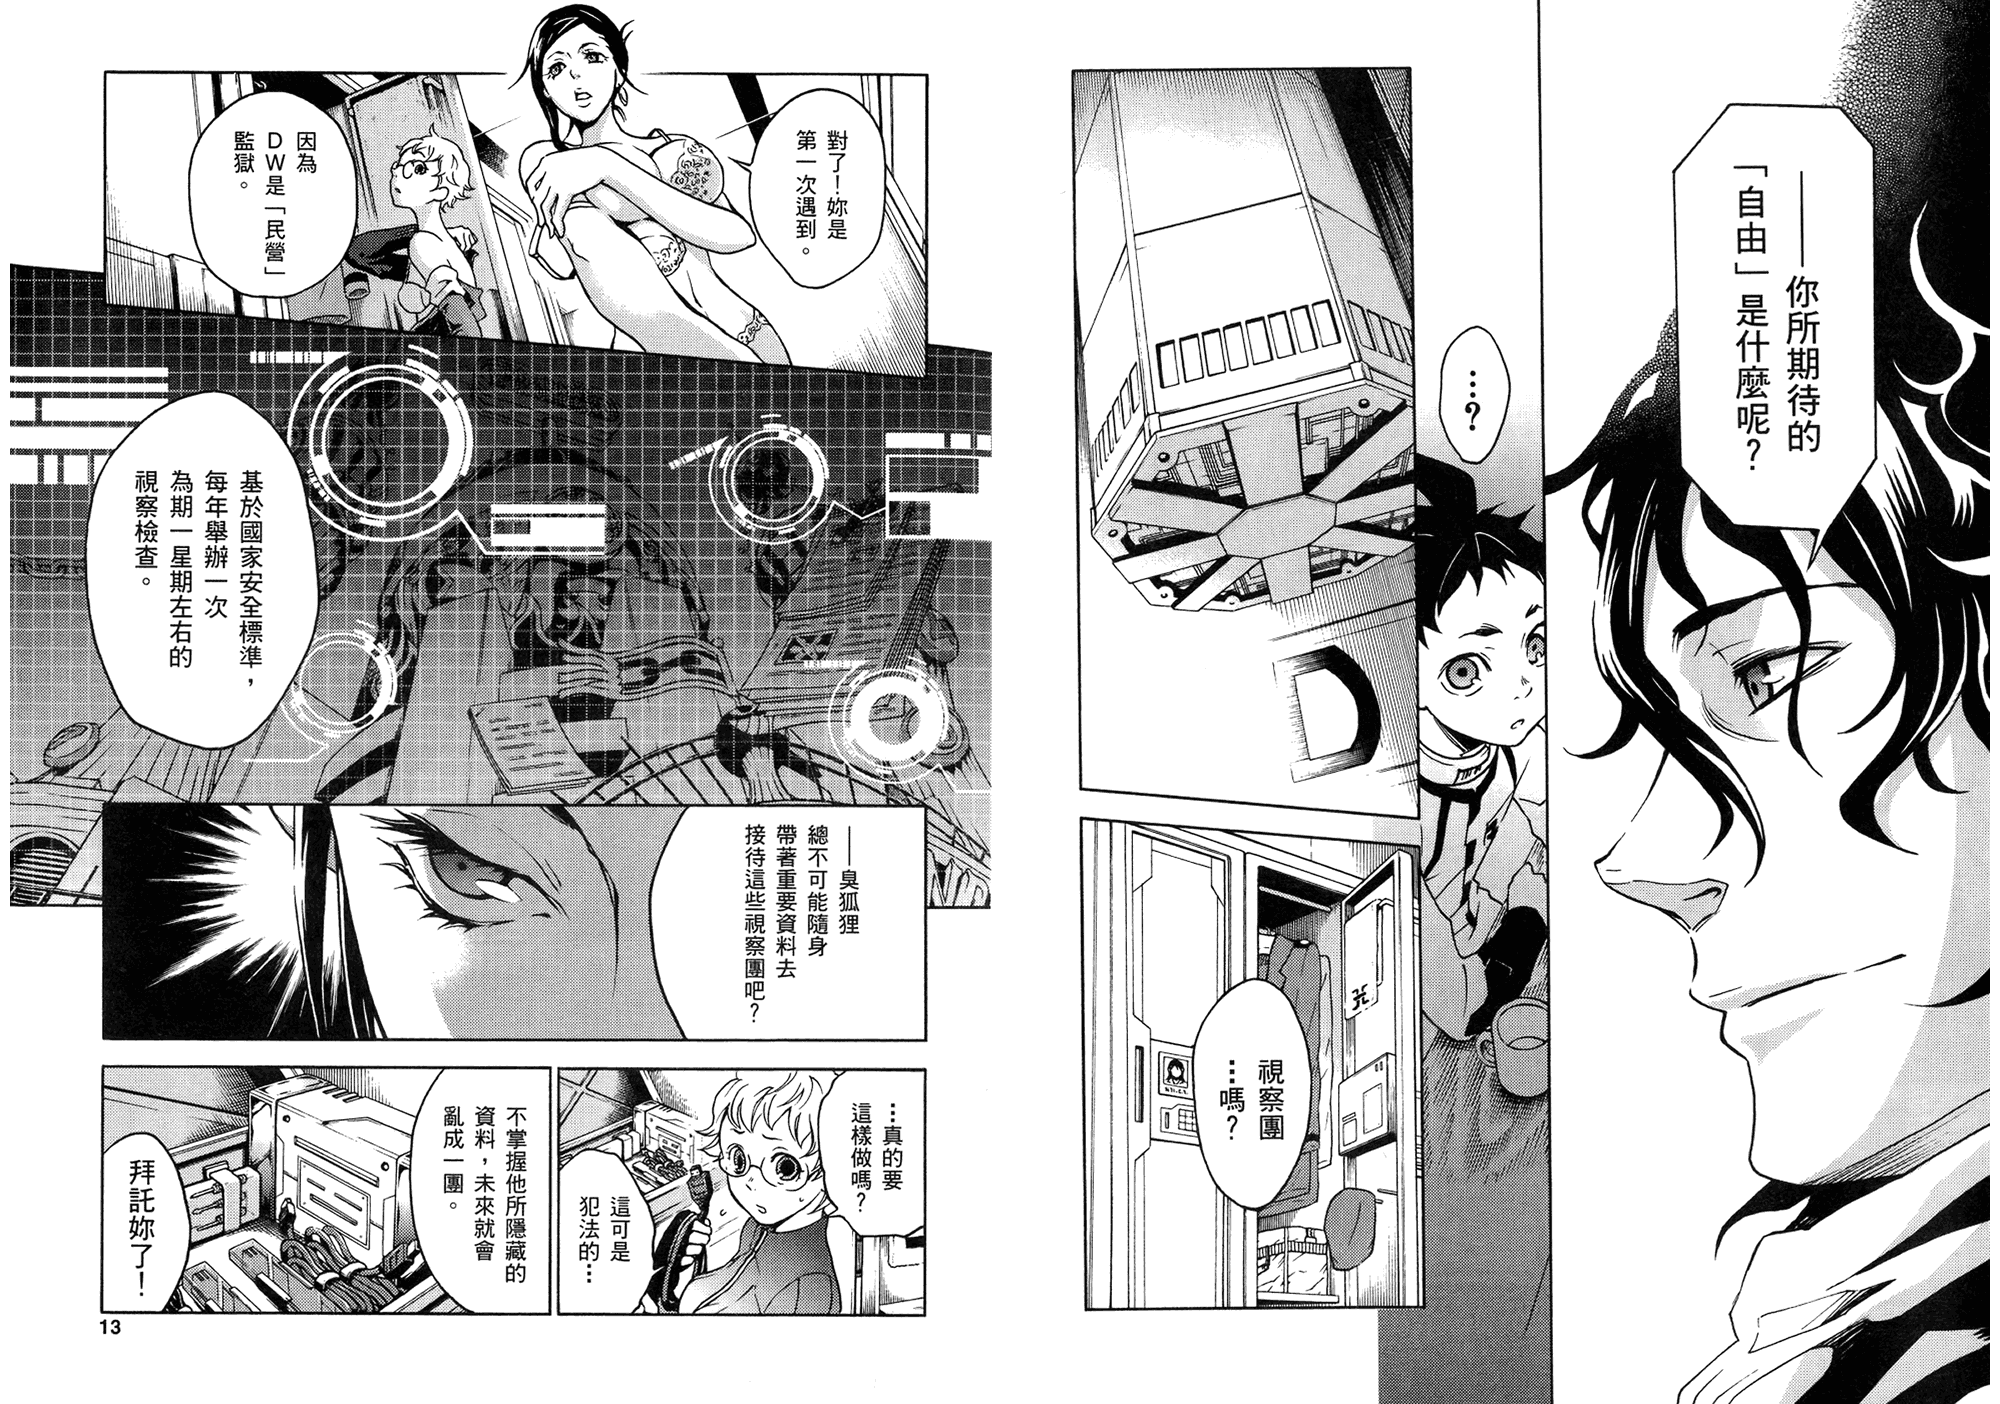 ——你所期待的
「自由」是什麼呢?
…?
視察團
…嗎?
對了!妳是
第一次遇到。
因為
DW是「民營」
監獄。
基於國家安全標準,
每年舉辦一次
為期一星期左右的
視察檢查。
——臭狐狸
總不可能隨身
帶著重要資料去
接待這些視察團吧?
…真的要
這樣做嗎?
這可是
犯法的…
不掌握他所隱藏的
資料,未來就會
亂成一團。
拜託妳了!
13